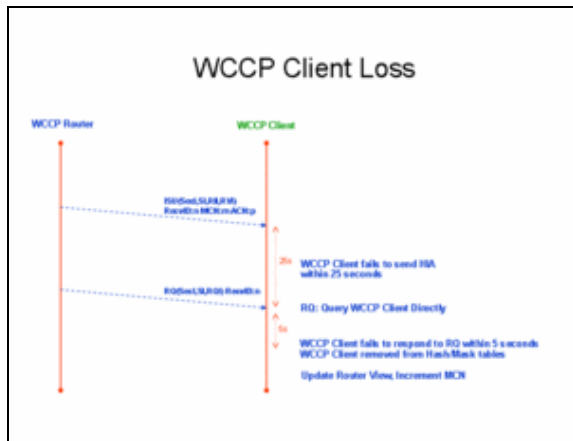 WCCP Client Loss
WCCP Router
WCCP Client
25s
WCCP Client fails to send HIA
within 25 seconds
RQ: Query WCCP Client Directly
5s
WCCP Client fails to respond to RQ within 5 seconds
WCCP Client removed from Hash/Mask tables
Update Router View, Increment MCN